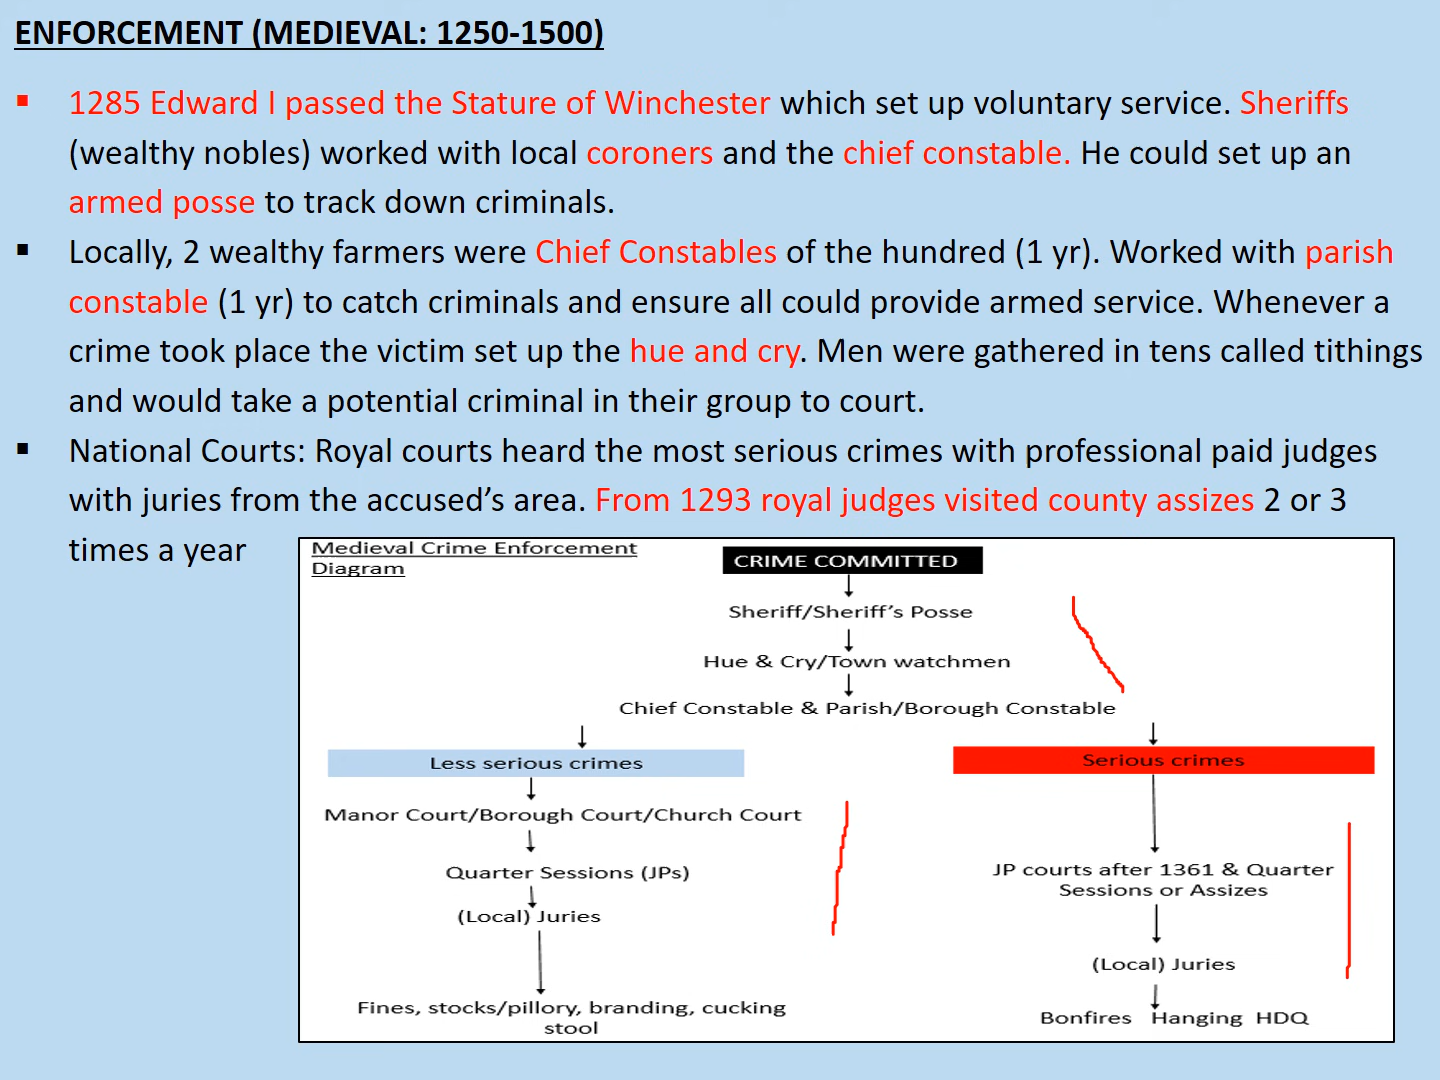 ENFORCEMENT (MEDIEVAL: 1250-1500)
1285 Edward I passed the Stature of Winchester which set up voluntary service. Sheriffs
(wealthy nobles) worked with local coroners and the chief constable. He could set up an
armed posse to track down criminals.
Locally, 2 wealthy farmers were Chief Constables of the hundred (1 yr). Worked with parish
constable (1 yr) to catch criminals and ensure all could provide armed service. Whenever a
crime took place the victim set up the hue and cry. Men were gathered in tens called tithings
and would take a potential criminal in their group to court.
National Courts: Royal courts heard the most serious crimes with professional paid judges
with juries from the accused’s area. From 1293 royal judges visited county assizes 2 or 3
times a year
Medieval Crime Enforcement
Diagram
CRIME COMMITTED
Sheriff/Sheriff’s Posse
Hue & Cry/Town watchmen
Chief Constable & Parish/Borough Constable
Less serious crimes
Manor Court/Borough Court/Church Court
Quarter Sessions (JPs)
(Local) Juries
Fines, stocks/pillory, branding, cucking
stool
Serious crimes
JP courts after 1361 & Quarter
Sessions or Assizes
(Local) Juries
Bonfires Hanging HDQ